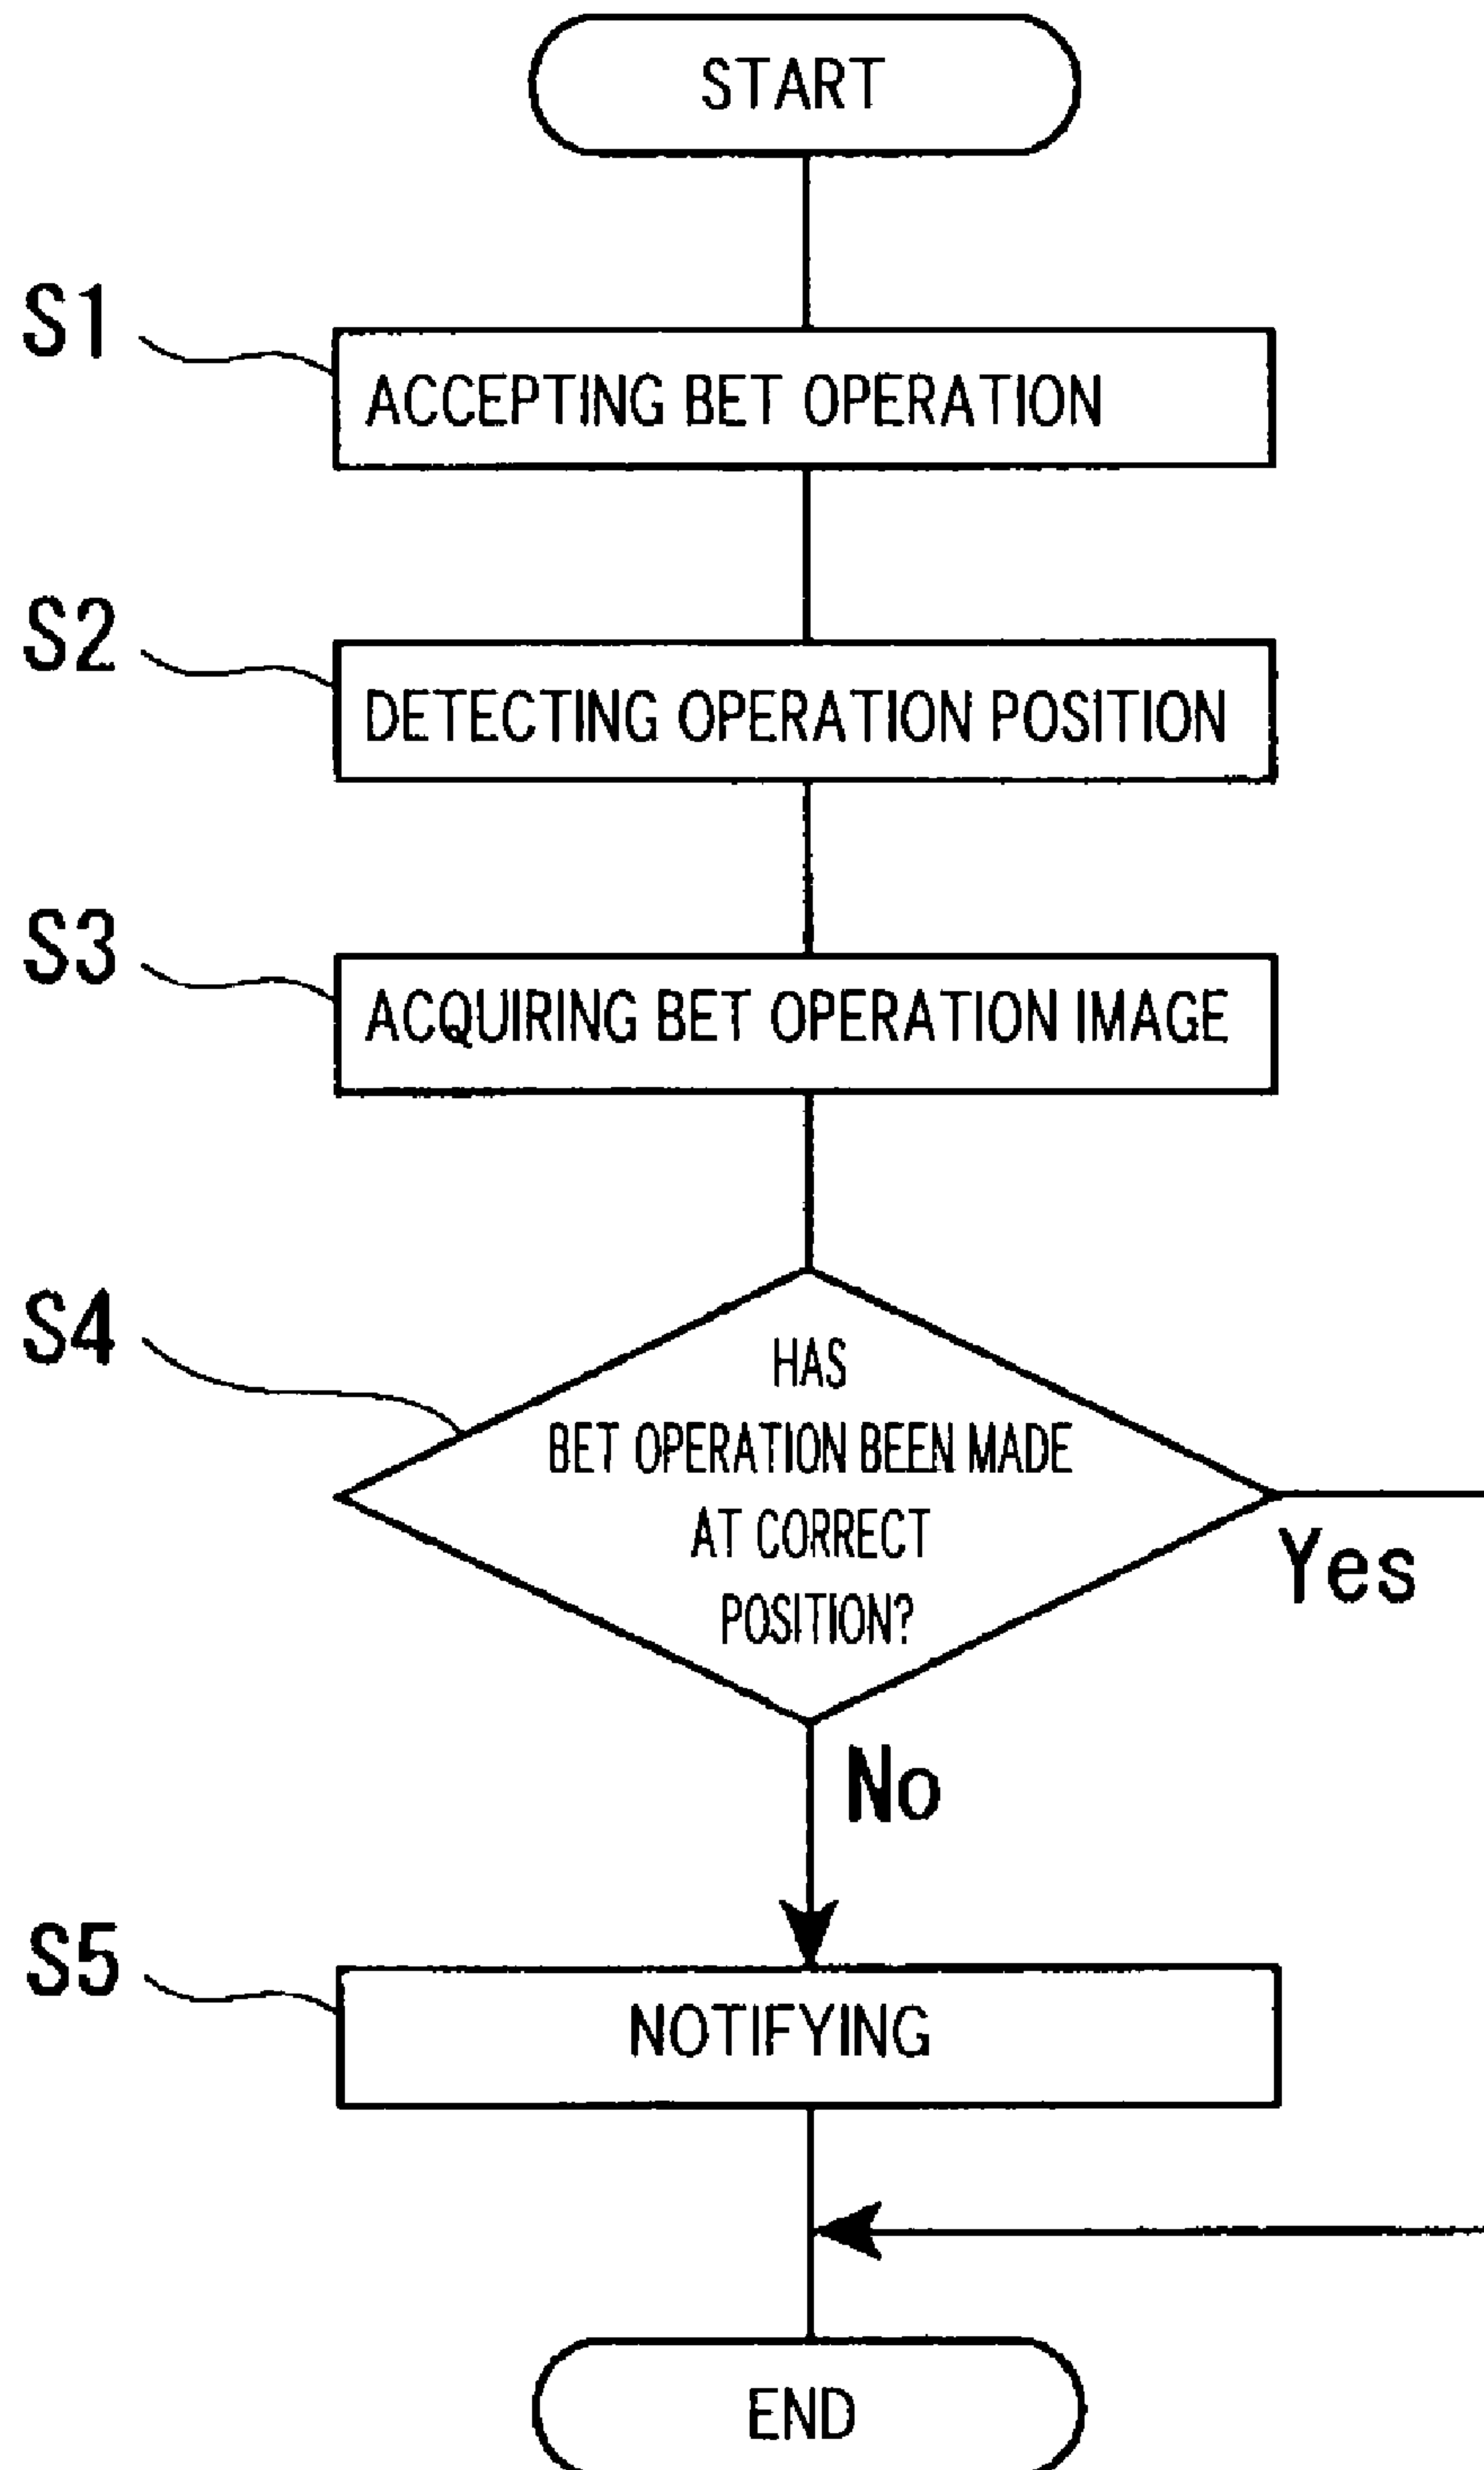 START
S1
ACCEPTING BET OPERATION
S2
DETECTING OPERATION POSITION
S3
ACQUIRING BET OPERATION IMAGE
S4
HAS
BET OPERATION BEEN MADE
AT CORRECT
POSITION?
Yes
No
S5
NOTIFYING
END